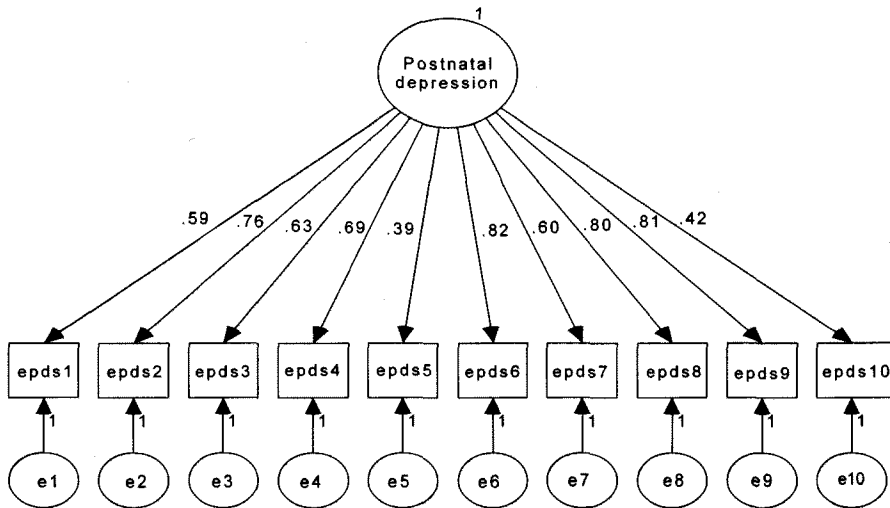 1
Postnatal
depression
.59 .76 .63 .69 .39 .82 .60 .80 .81 .42
epds1 epds2 epds3 epds4 epds5 epds6 epds7 epds8 epds9 epds10
1 1 1 1 1 1 1 1 1 1
e1 e2 e3 e4 e5 e6 e7 e8 e9 e10